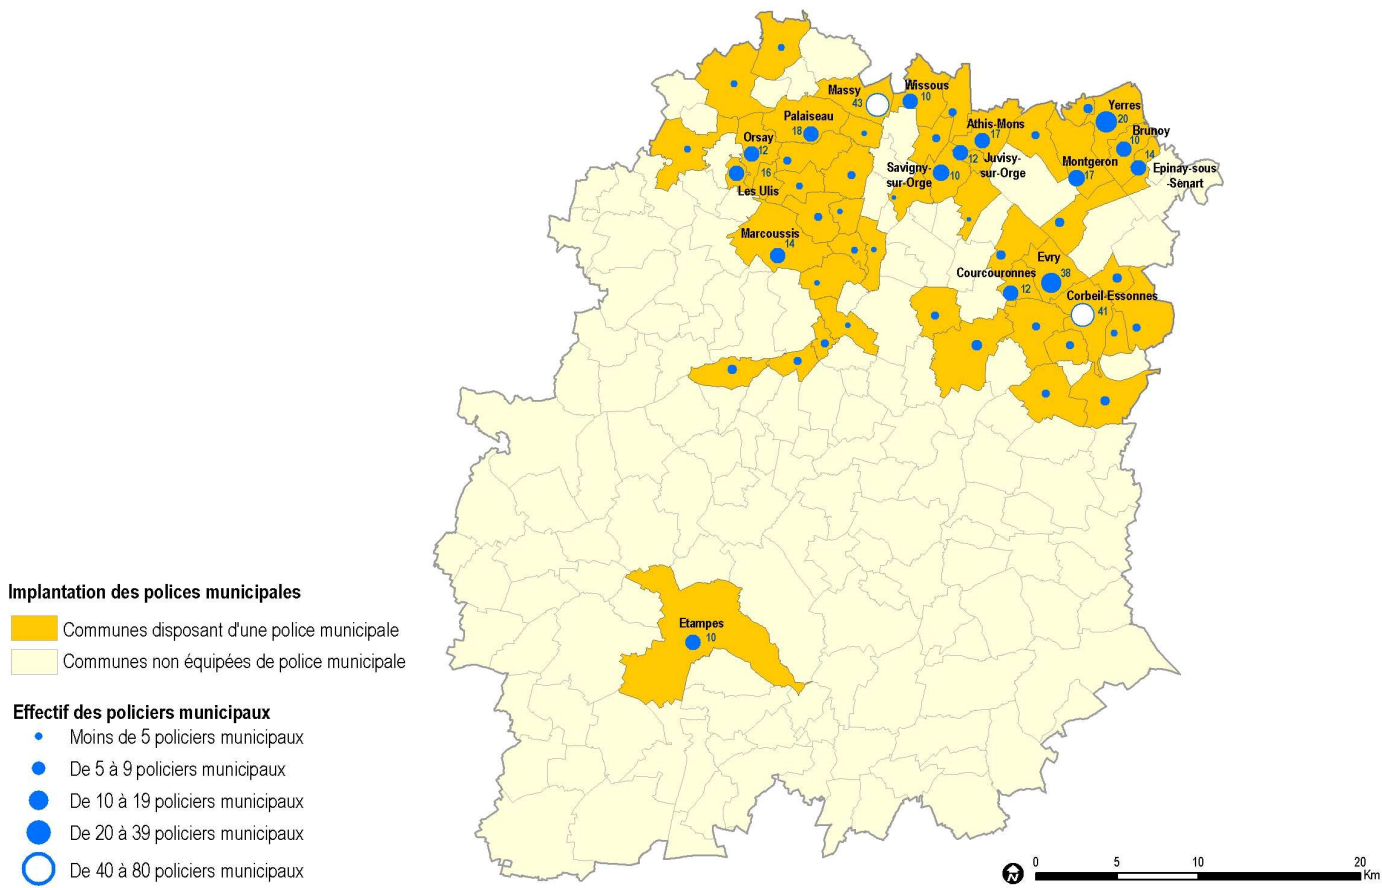 Massy
43
Wissous
10
Palaiseau
18
Orsay
12
16
Les Ulis
Athis-Mons
17
12
Juvisy-
sur-Orge
Savigny-
sur-Orge
10
Yerres
20
Brunoy
10
14
Epinay-sous
-Sénart
Montgeron
17
Marcoussis
14
Evry
38
Courcouronnes
12
Corbeil-Essonnes
41
Etampes
10
Implantation des polices municipales
Communes disposant d'une police municipale
Communes non équipées de police municipale
Effectif des policiers municipaux
Moins de 5 policiers municipaux
De 5 à 9 policiers municipaux
De 10 à 19 policiers municipaux
De 20 à 39 policiers municipaux
De 40 à 80 policiers municipaux
N
0 5 10 20
Km